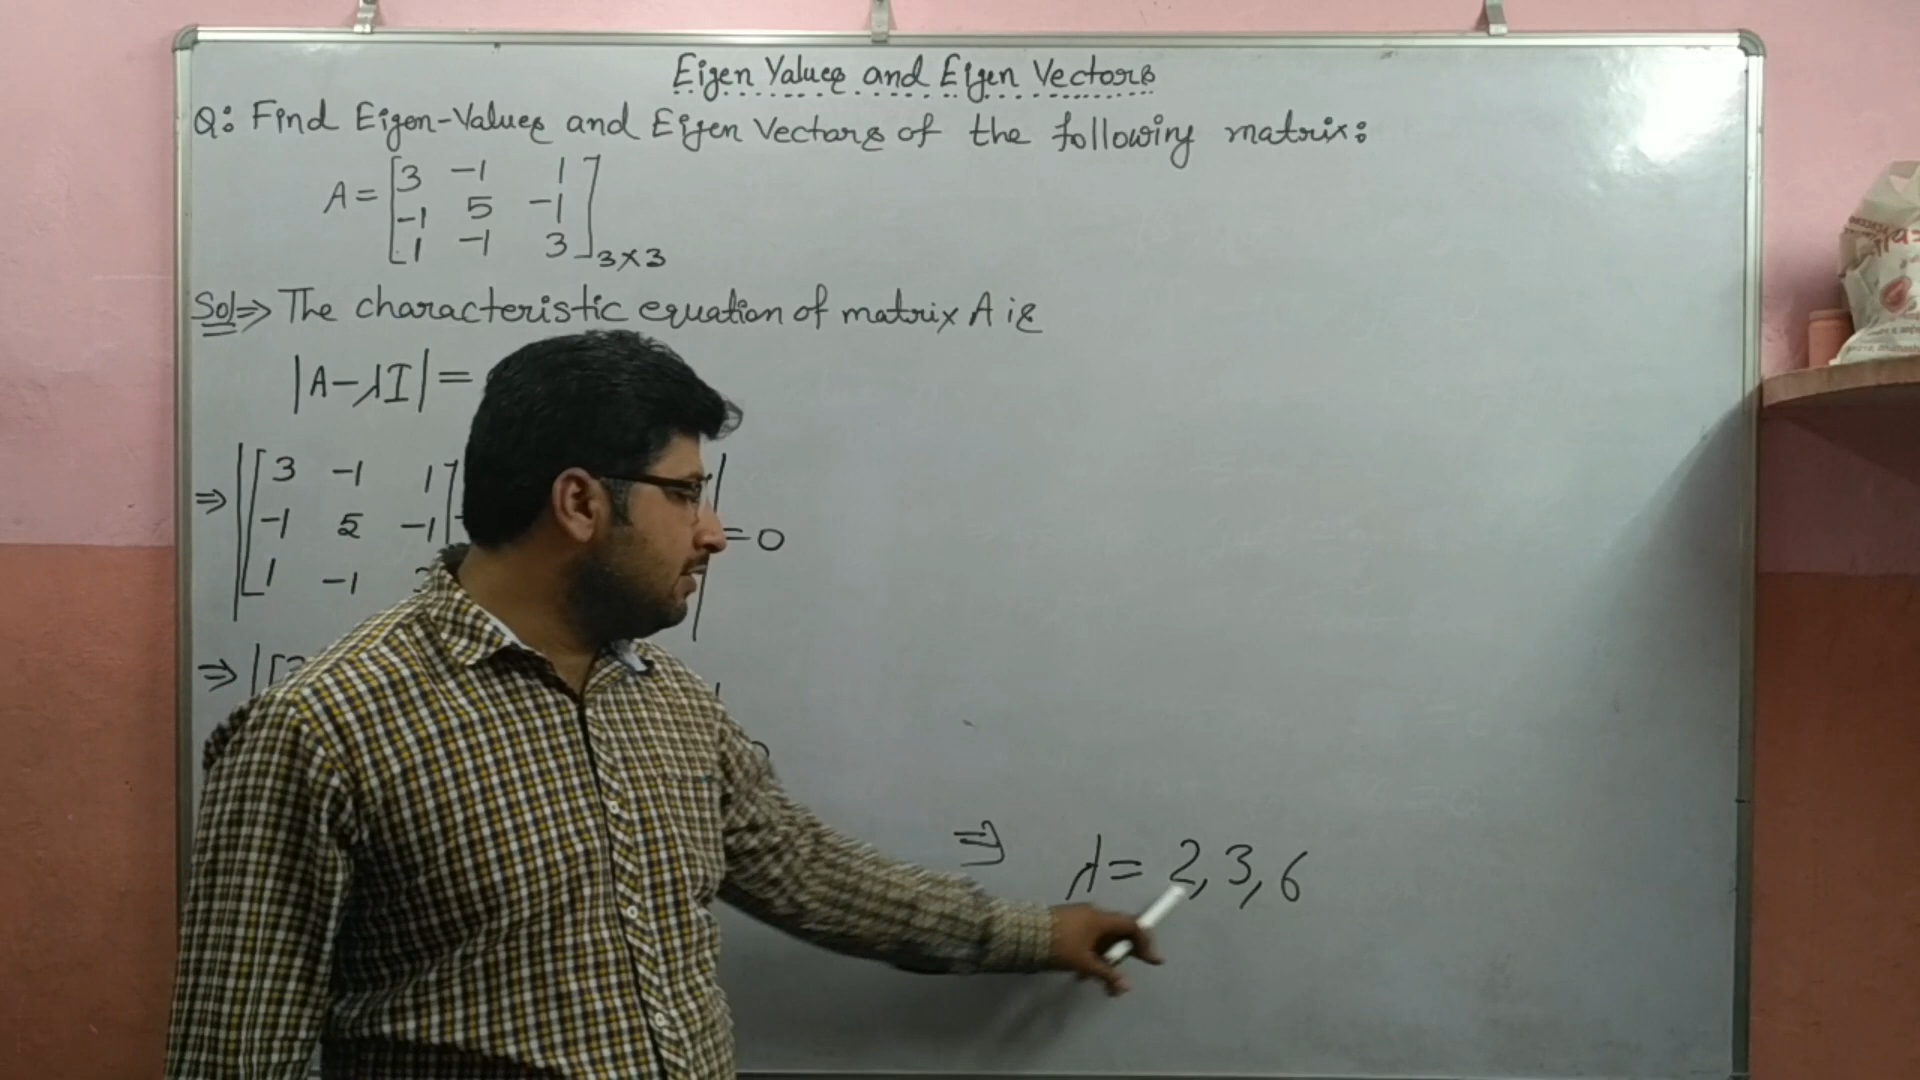 Eigen Values and Eigen Vectors
Q: Find Eigen-Values and Eigen Vectors of the following matrix:
A = [3 -1 1
-1 5 -1
1 -1 3]3×3
Sol⇒ The characteristic equation of matrix A is
|A-λI| =
⇒ |[3 -1 1]
-1 5 -1 | = 0
1 -1
⇒ |[
⇒ λ = 2, 3, 6